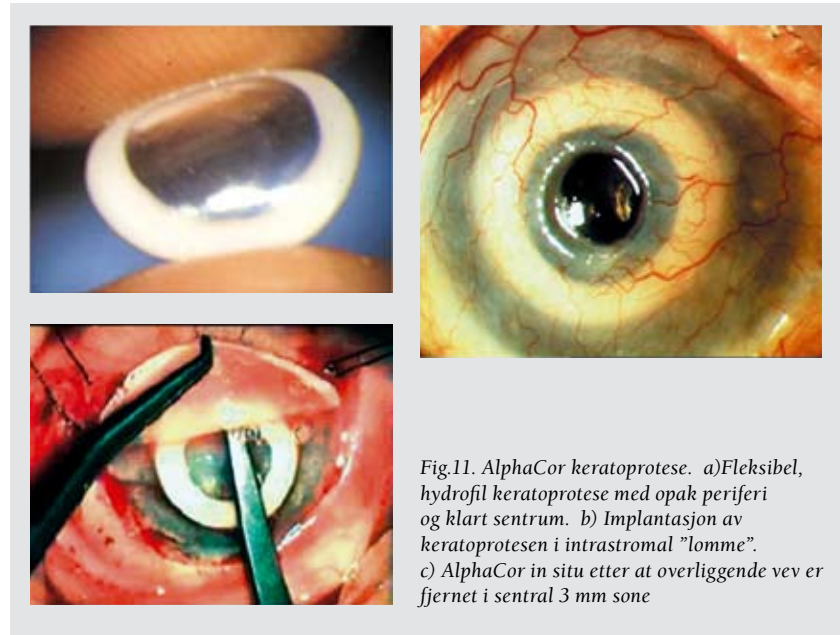 Fig.11. AlphaCor keratoprotese.  a)Fleksibel,
hydrofil keratoprotese med opak periferi
og klart sentrum.  b) Implantasjon av
keratoprotesen i intrastromal ”lomme”.
c) AlphaCor in situ etter at overliggende vev er
fjernet i sentral 3 mm sone